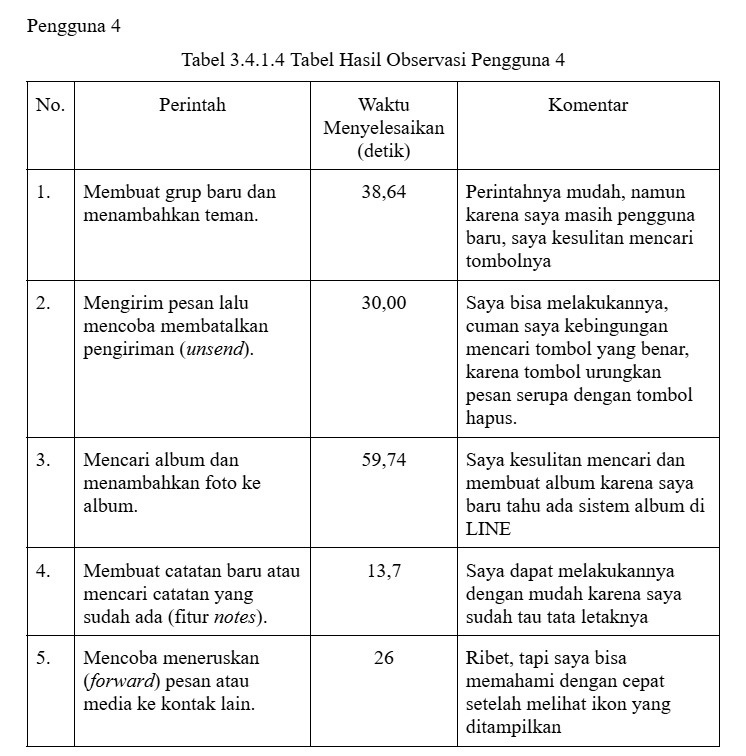 Pengguna 4
Tabel 3.4.1.4 Tabel Hasil Observasi Pengguna 4
No.
Perintah
Waktu
Menyelesaikan
(detik)
Komentar
1.
Membuat grup baru dan
menambahkan teman.
38,64
Perintahnya mudah, namun
karena saya masih pengguna
baru, saya kesulitan mencari
tombolnya
2.
Mengirim pesan lalu
mencoba membatalkan
pengiriman (unsend).
30,00
Saya bisa melakukannya,
cuman saya kebingungan
mencari tombol yang benar,
karena tombol urungkan
pesan serupa dengan tombol
hapus.
3.
Mencari album dan
menambahkan foto ke
album.
59,74
Saya kesulitan mencari dan
membuat album karena saya
baru tahu ada sistem album di
LINE
4.
Membuat catatan baru atau
mencari catatan yang
sudah ada (fitur notes).
13,7
Saya dapat melakukannya
dengan mudah karena saya
sudah tau tata letaknya
5.
Mencoba meneruskan
(forward) pesan atau
media ke kontak lain.
26
Ribet, tapi saya bisa
memahami dengan cepat
setelah melihat ikon yang
ditampilkan